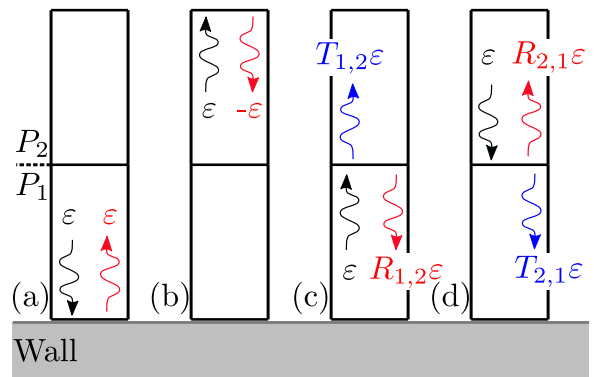 T₁,₂ε
R₂,₁ε
ε
ε
-ε
P₂
P₁
ε
ε
ε
R₁,₂ε
T₂,₁ε
(a)
(b)
(c)
(d)
Wall